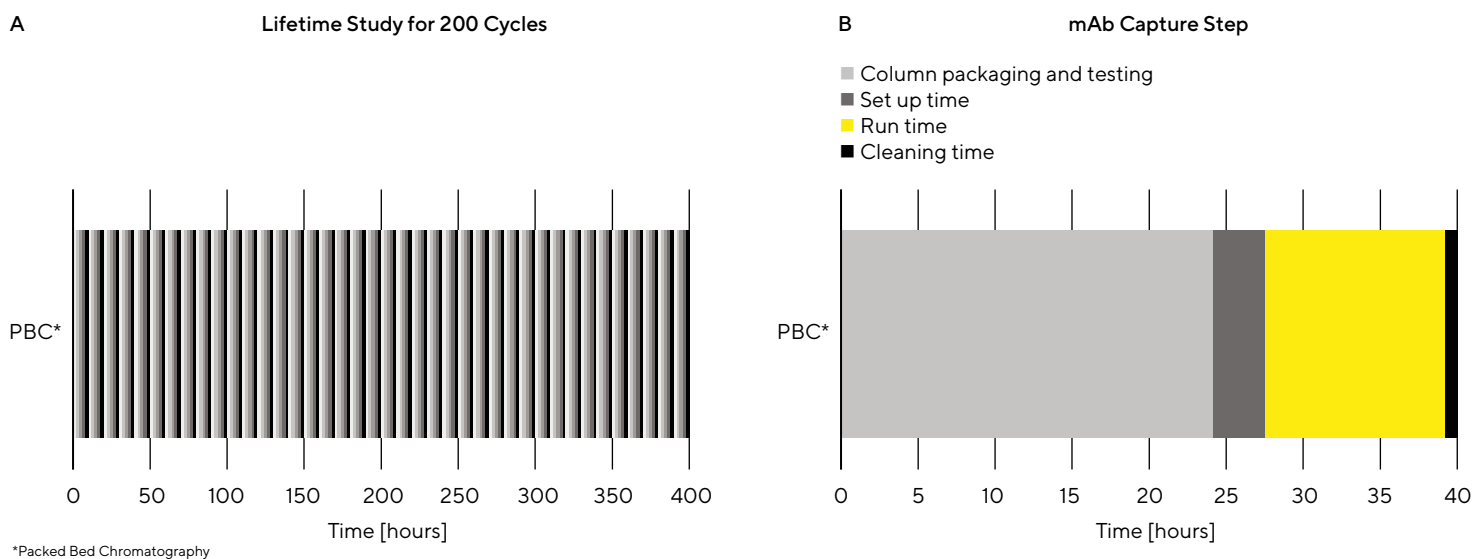 A
Lifetime Study for 200 Cycles
PBC*
0 50 100 150 200 250 300 350 400
Time [hours]
*Packed Bed Chromatography
B
mAb Capture Step
Column packaging and testing
Set up time
Run time
Cleaning time
PBC*
0 5 10 15 20 25 30 35 40
Time [hours]